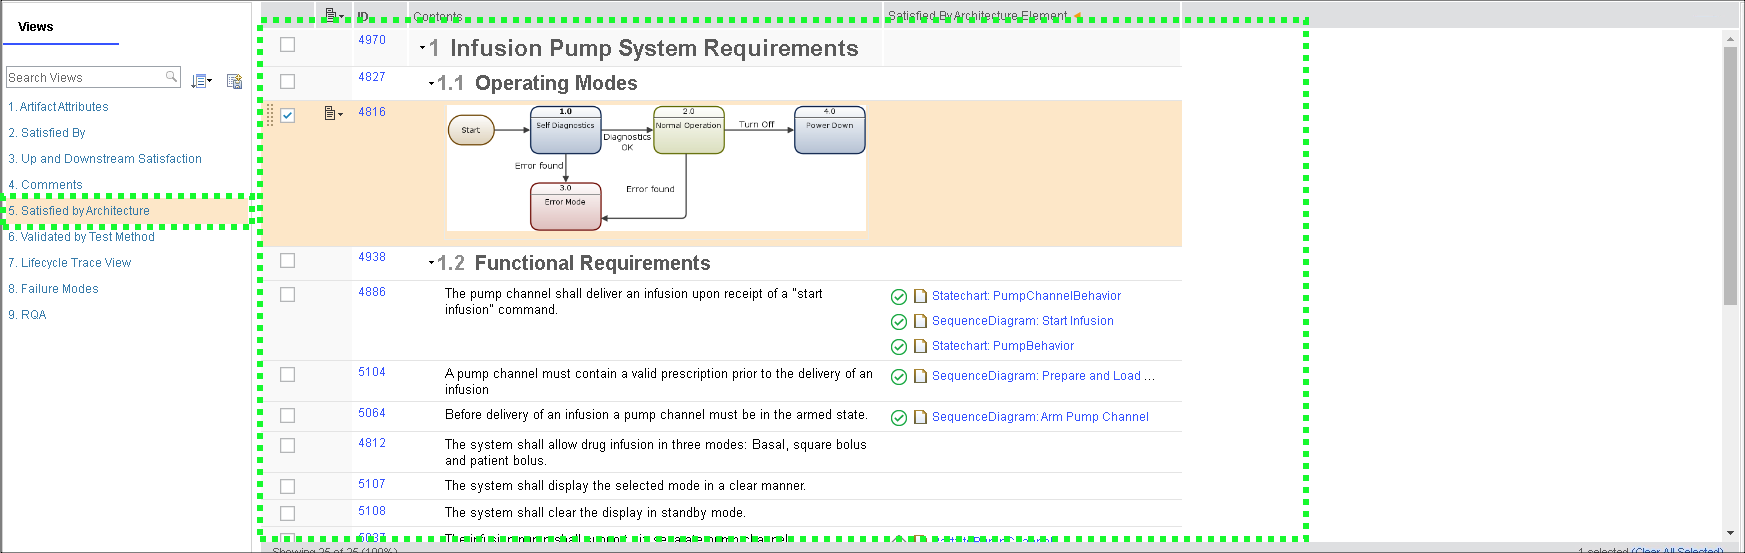 Views
Search Views
1. Artifact Attributes
2. Satisfied By
3. Up and Downstream Satisfaction
4. Comments
5. Satisfied by Architecture
6. Validated by Test Method
7. Lifecycle Trace View
8. Failure Modes
9. RQA
ID Contents Satisfied By Architecture Element
4970 1 Infusion Pump System Requirements
4827 1.1 Operating Modes
4816
Start
1.0
Self Diagnostics
Diagnostics
OK
2.0
Normal Operation
Turn Off
4.0
Power Down
Error found
3.0
Error Mode
Error found
4938 1.2 Functional Requirements
4886 The pump channel shall deliver an infusion upon receipt of a "start
infusion" command.
Statechart: PumpChannelBehavior
SequenceDiagram: Start Infusion
Statechart: PumpBehavior
5104 A pump channel must contain a valid prescription prior to the delivery of an
infusion
SequenceDiagram: Prepare and Load ...
5064 Before delivery of an infusion a pump channel must be in the armed state.
SequenceDiagram: Arm Pump Channel
4812 The system shall allow drug infusion in three modes: Basal, square bolus
and patient bolus.
5107 The system shall display the selected mode in a clear manner.
5108 The system shall clear the display in standby mode.
Showing 25 of 25 (100%)
1 selected (Clear All Selected)